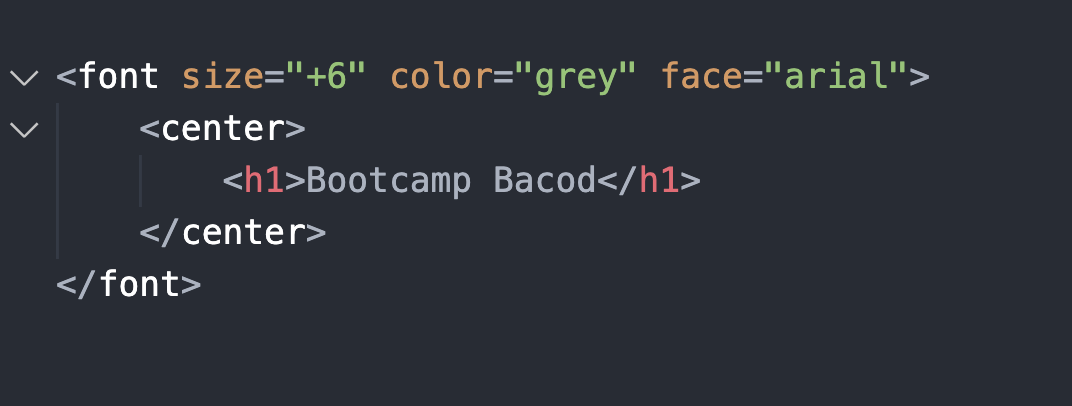 <font size="+6" color="grey" face="arial">
<center>
<h1>Bootcamp Bacod</h1>
</center>
</font>